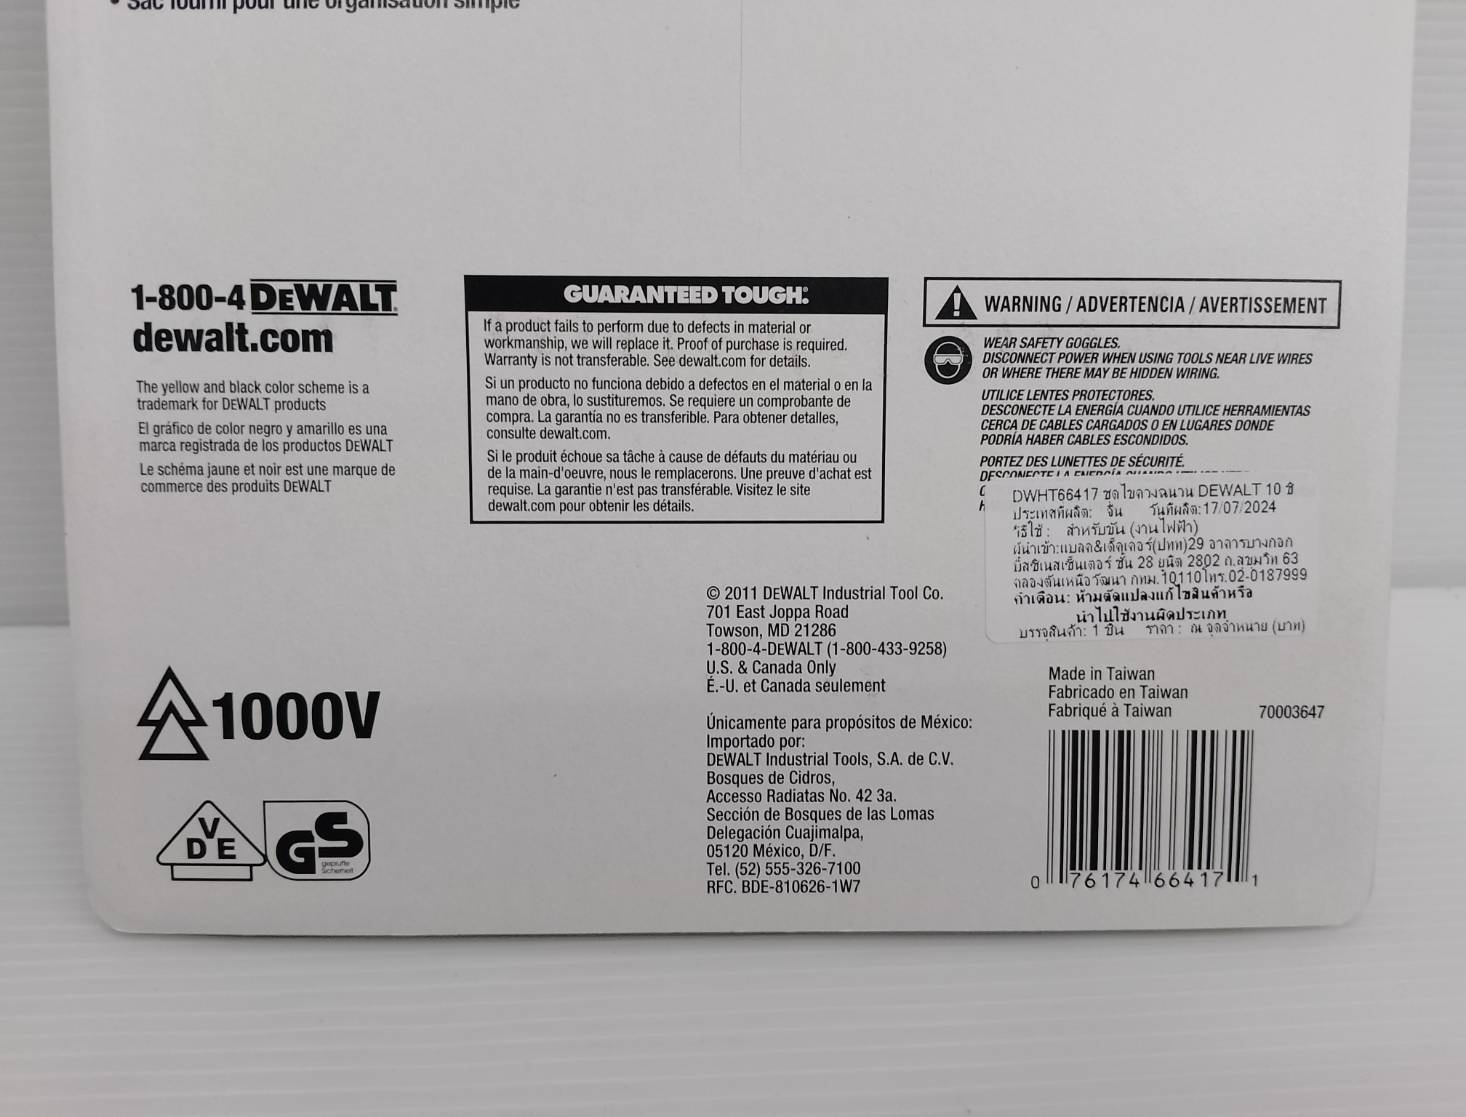 • Sac fourni pour une organisation simple
1-800-4 DEWALT
dewalt.com
The yellow and black color scheme is a
trademark for DEWALT products
El gráfico de color negro y amarillo es una
marca registrada de los productos DEWALT
Le schéma jaune et noir est une marque de
commerce des produits DEWALT
1000V
VDE
GS
geprüfte
Sicherheit
GUARANTEED TOUGH.
If a product fails to perform due to defects in material or
workmanship, we will replace it. Proof of purchase is required.
Warranty is not transferable. See dewalt.com for details.
Si un producto no funciona debido a defectos en el material o en la
mano de obra, lo sustituremos. Se requiere un comprobante de
compra. La garantía no es transferible. Para obtener detalles,
consulte dewalt.com.
Si le produit échoue sa tâche à cause de défauts du matériau ou
de la main-d'oeuvre, nous le remplacerons. Une preuve d'achat est
requise. La garantie n'est pas transférable. Visitez le site
dewalt.com pour obtenir les détails.
© 2011 DEWALT Industrial Tool Co.
701 East Joppa Road
Towson, MD 21286
1-800-4-DEWALT (1-800-433-9258)
U.S. & Canada Only
É.-U. et Canada seulement
Únicamente para propósitos de México:
Importado por:
DEWALT Industrial Tools, S.A. de C.V.
Bosques de Cidros,
Accesso Radiatas No. 42 3a.
Sección de Bosques de las Lomas
Delegación Cuajimalpa,
05120 México, D/F.
Tel. (52) 555-326-7100
RFC. BDE-810626-1W7
WARNING / ADVERTENCIA / AVERTISSEMENT
WEAR SAFETY GOGGLES.
DISCONNECT POWER WHEN USING TOOLS NEAR LIVE WIRES
OR WHERE THERE MAY BE HIDDEN WIRING.
UTILICE LENTES PROTECTORES.
DESCONECTE LA ENERGÍA CUANDO UTILICE HERRAMIENTAS
CERCA DE CABLES CARGADOS O EN LUGARES DONDE
PODRÍA HABER CABLES ESCONDIDOS.
PORTEZ DES LUNETTES DE SÉCURITÉ.
DESCONECTE LA ENERGÍA CUANDO
DWHT66417 ชุดไขควงฉนวน DEWALT 10 ชิ
ประเทศที่ผลิต: จีน วันที่ผลิต:17/07/2024
วิธีใช้ : สำหรับขัน (งานไฟฟ้า)
ผู้นำเข้า:แบลค&เด็คเกอร์(ปทท)29 อาคารบางกอก
บิสซิเนสเซ็นเตอร์ ชั้น 28 ยูนิต 2802 ถ.สุขุมวิท 63
คลองตันเหนือ วัฒนา กทม.10110โทร.02-0187999
คำเตือน: ห้ามดัดแปลงแก้ไขสินค้าหรือ
นำไปใช้งานผิดประเภท
บรรจุสินค้า: 1 ชิ้น ราคา : ณ จุดจำหน่าย (บาท)
Made in Taiwan
Fabricado en Taiwan
Fabriqué à Taiwan 70003647
0 76174 66417 1